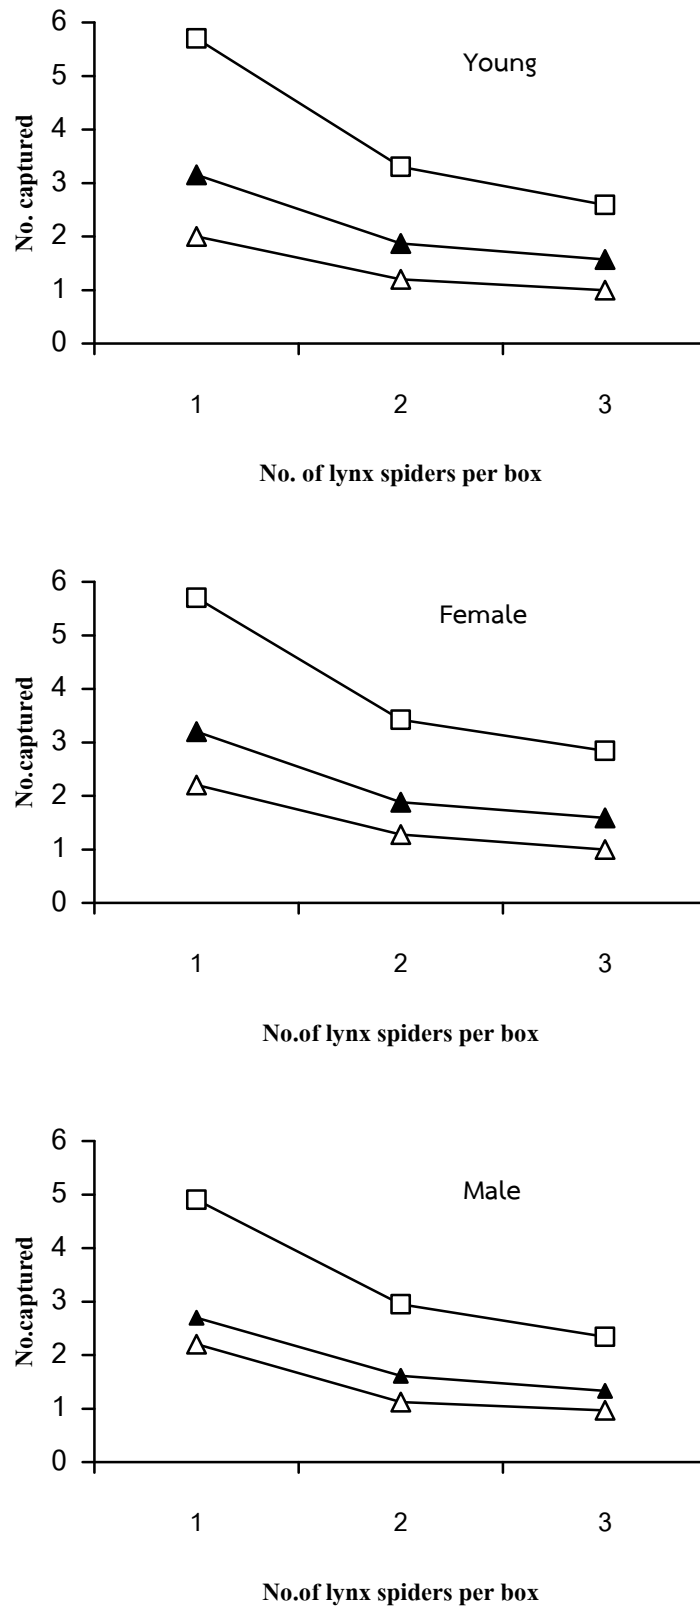 6
Young
5
4
3
2
1
0
No. captured
1 2 3
No. of lynx spiders per box
6
Female
5
4
3
2
1
0
No.captured
1 2 3
No.of lynx spiders per box
6
Male
5
4
3
2
1
0
No.captured
1 2 3
No.of lynx spiders per box